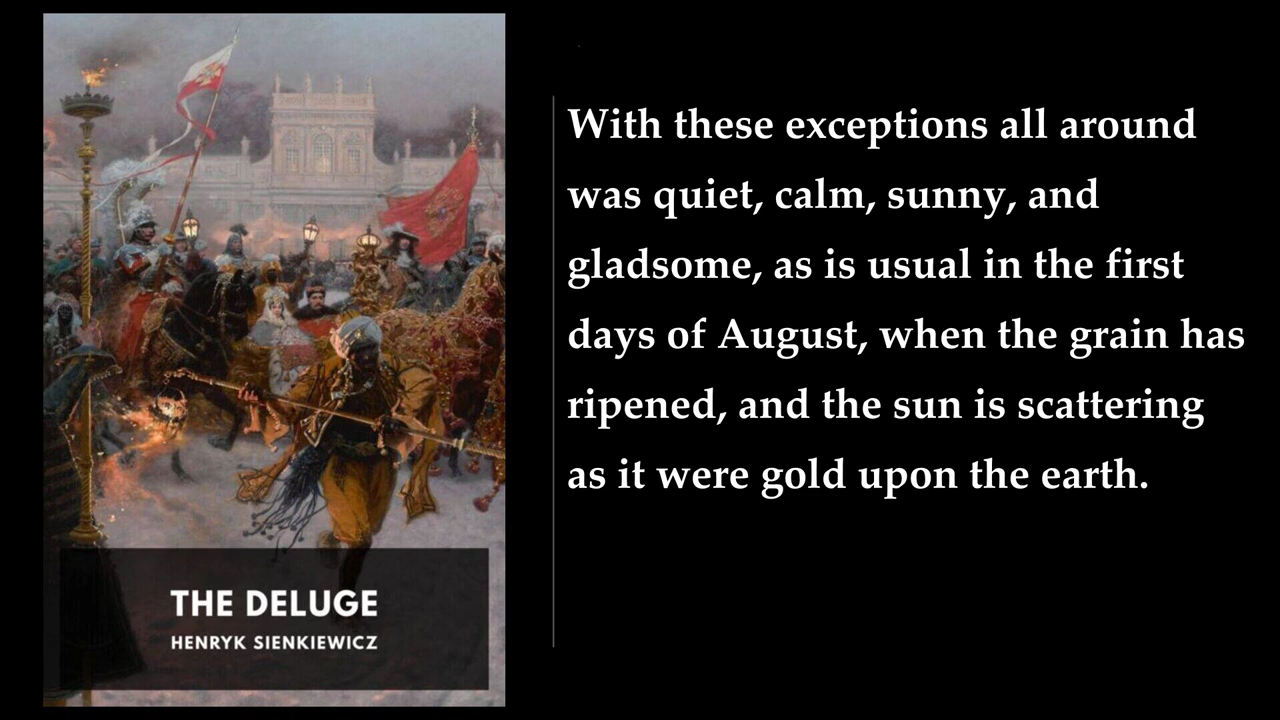 With these exceptions all around
was quiet, calm, sunny, and
gladsome, as is usual in the first
days of August, when the grain has
ripened, and the sun is scattering
as it were gold upon the earth.
THE DELUGE
HENRYK SIENKIEWICZ